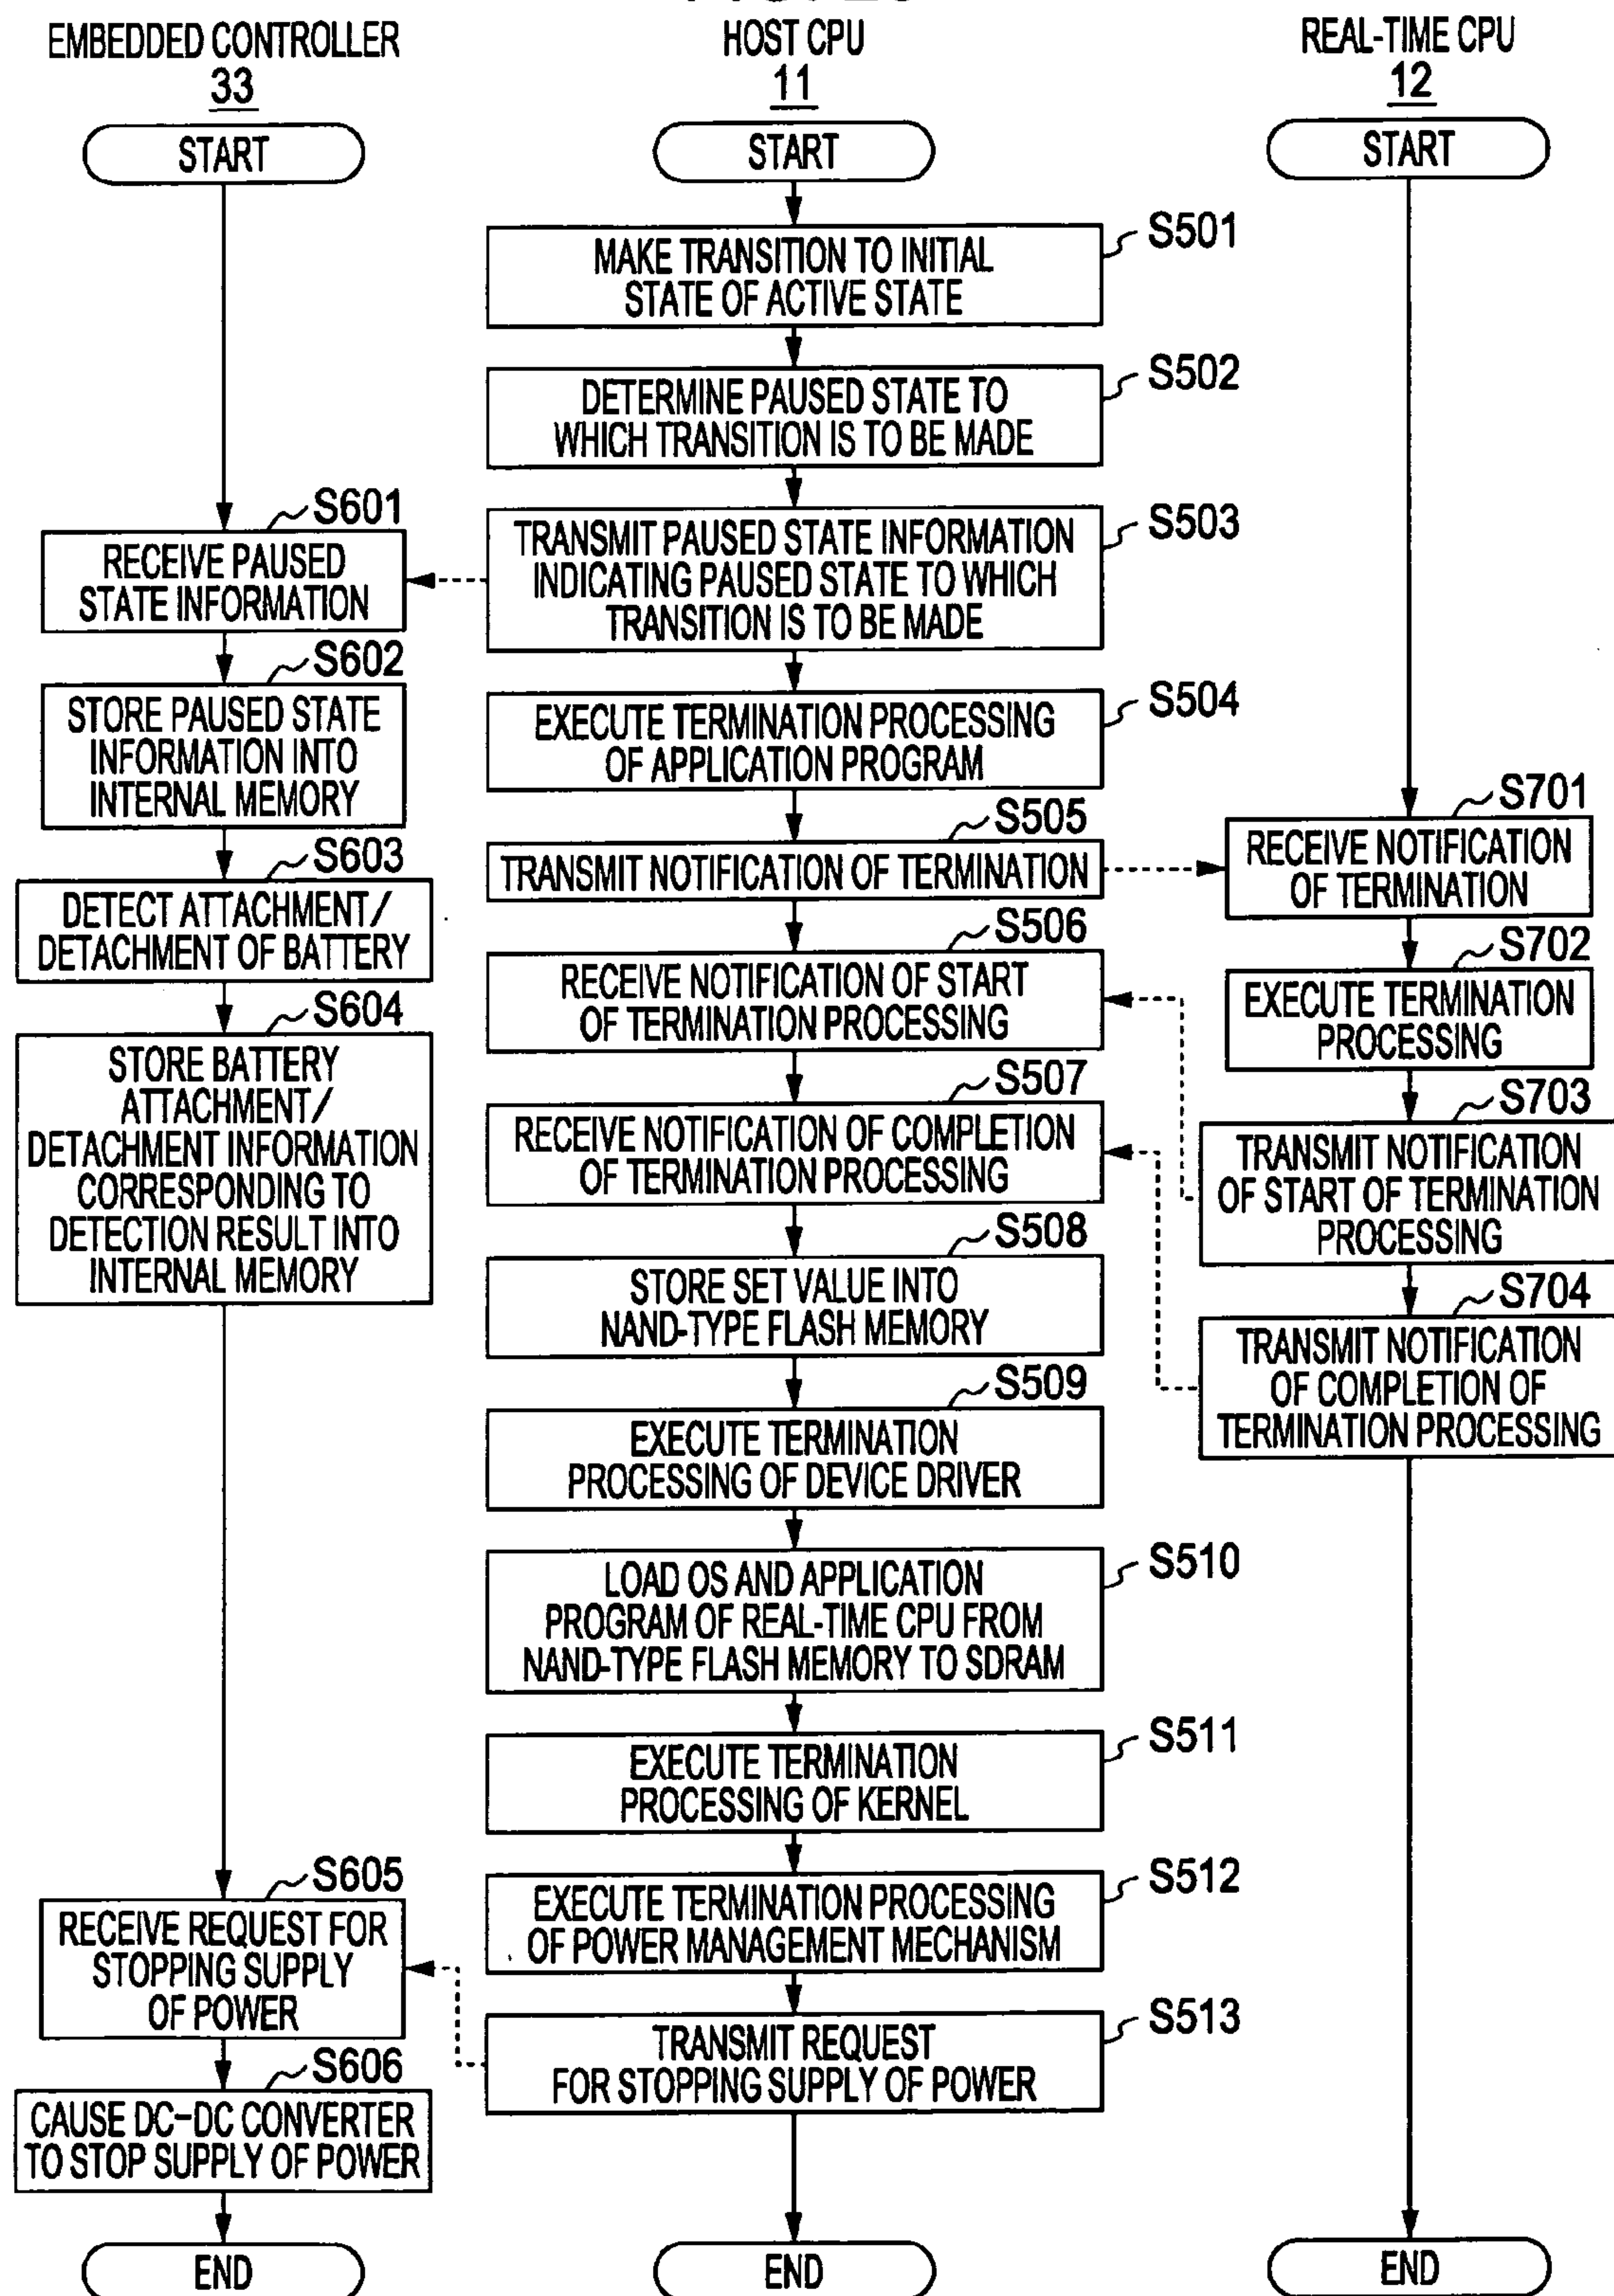 EMBEDDED CONTROLLER
33
START
S601
RECEIVE PAUSED
STATE INFORMATION
S602
STORE PAUSED STATE
INFORMATION INTO
INTERNAL MEMORY
S603
DETECT ATTACHMENT/
DETACHMENT OF BATTERY
S604
STORE BATTERY
ATTACHMENT/
DETACHMENT INFORMATION
CORRESPONDING TO
DETECTION RESULT INTO
INTERNAL MEMORY
S605
RECEIVE REQUEST FOR
STOPPING SUPPLY
OF POWER
S606
CAUSE DC-DC CONVERTER
TO STOP SUPPLY OF POWER
END
HOST CPU
11
START
S501
MAKE TRANSITION TO INITIAL
STATE OF ACTIVE STATE
S502
DETERMINE PAUSED STATE TO
WHICH TRANSITION IS TO BE MADE
S503
TRANSMIT PAUSED STATE INFORMATION
INDICATING PAUSED STATE TO WHICH
TRANSITION IS TO BE MADE
S504
EXECUTE TERMINATION PROCESSING
OF APPLICATION PROGRAM
S505
TRANSMIT NOTIFICATION OF TERMINATION
S506
RECEIVE NOTIFICATION OF START
OF TERMINATION PROCESSING
S507
RECEIVE NOTIFICATION OF COMPLETION
OF TERMINATION PROCESSING
S508
STORE SET VALUE INTO
NAND-TYPE FLASH MEMORY
S509
EXECUTE TERMINATION
PROCESSING OF DEVICE DRIVER
S510
LOAD OS AND APPLICATION
PROGRAM OF REAL-TIME CPU FROM
NAND-TYPE FLASH MEMORY TO SDRAM
S511
EXECUTE TERMINATION
PROCESSING OF KERNEL
S512
EXECUTE TERMINATION PROCESSING
OF POWER MANAGEMENT MECHANISM
S513
TRANSMIT REQUEST
FOR STOPPING SUPPLY OF POWER
END
REAL-TIME CPU
12
START
S701
RECEIVE NOTIFICATION
OF TERMINATION
S702
EXECUTE TERMINATION
PROCESSING
S703
TRANSMIT NOTIFICATION
OF START OF TERMINATION
PROCESSING
S704
TRANSMIT NOTIFICATION
OF COMPLETION OF
TERMINATION PROCESSING
END